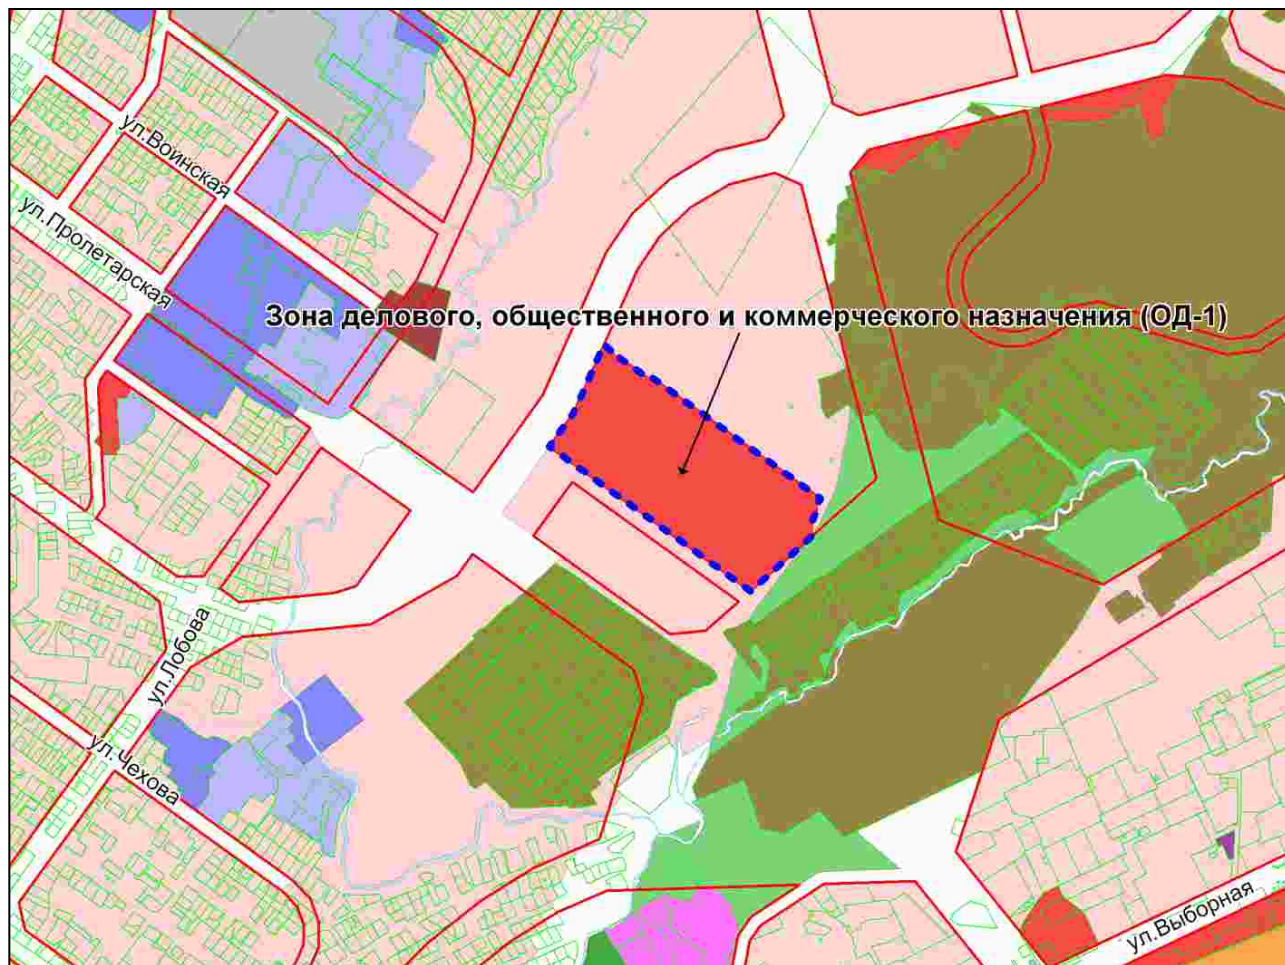 ул.Воинская
ул.Пролетарская
Зона делового, общественного и коммерческого назначения (ОД-1)
ул.Лобова
ул.Чехова
ул.Выборная